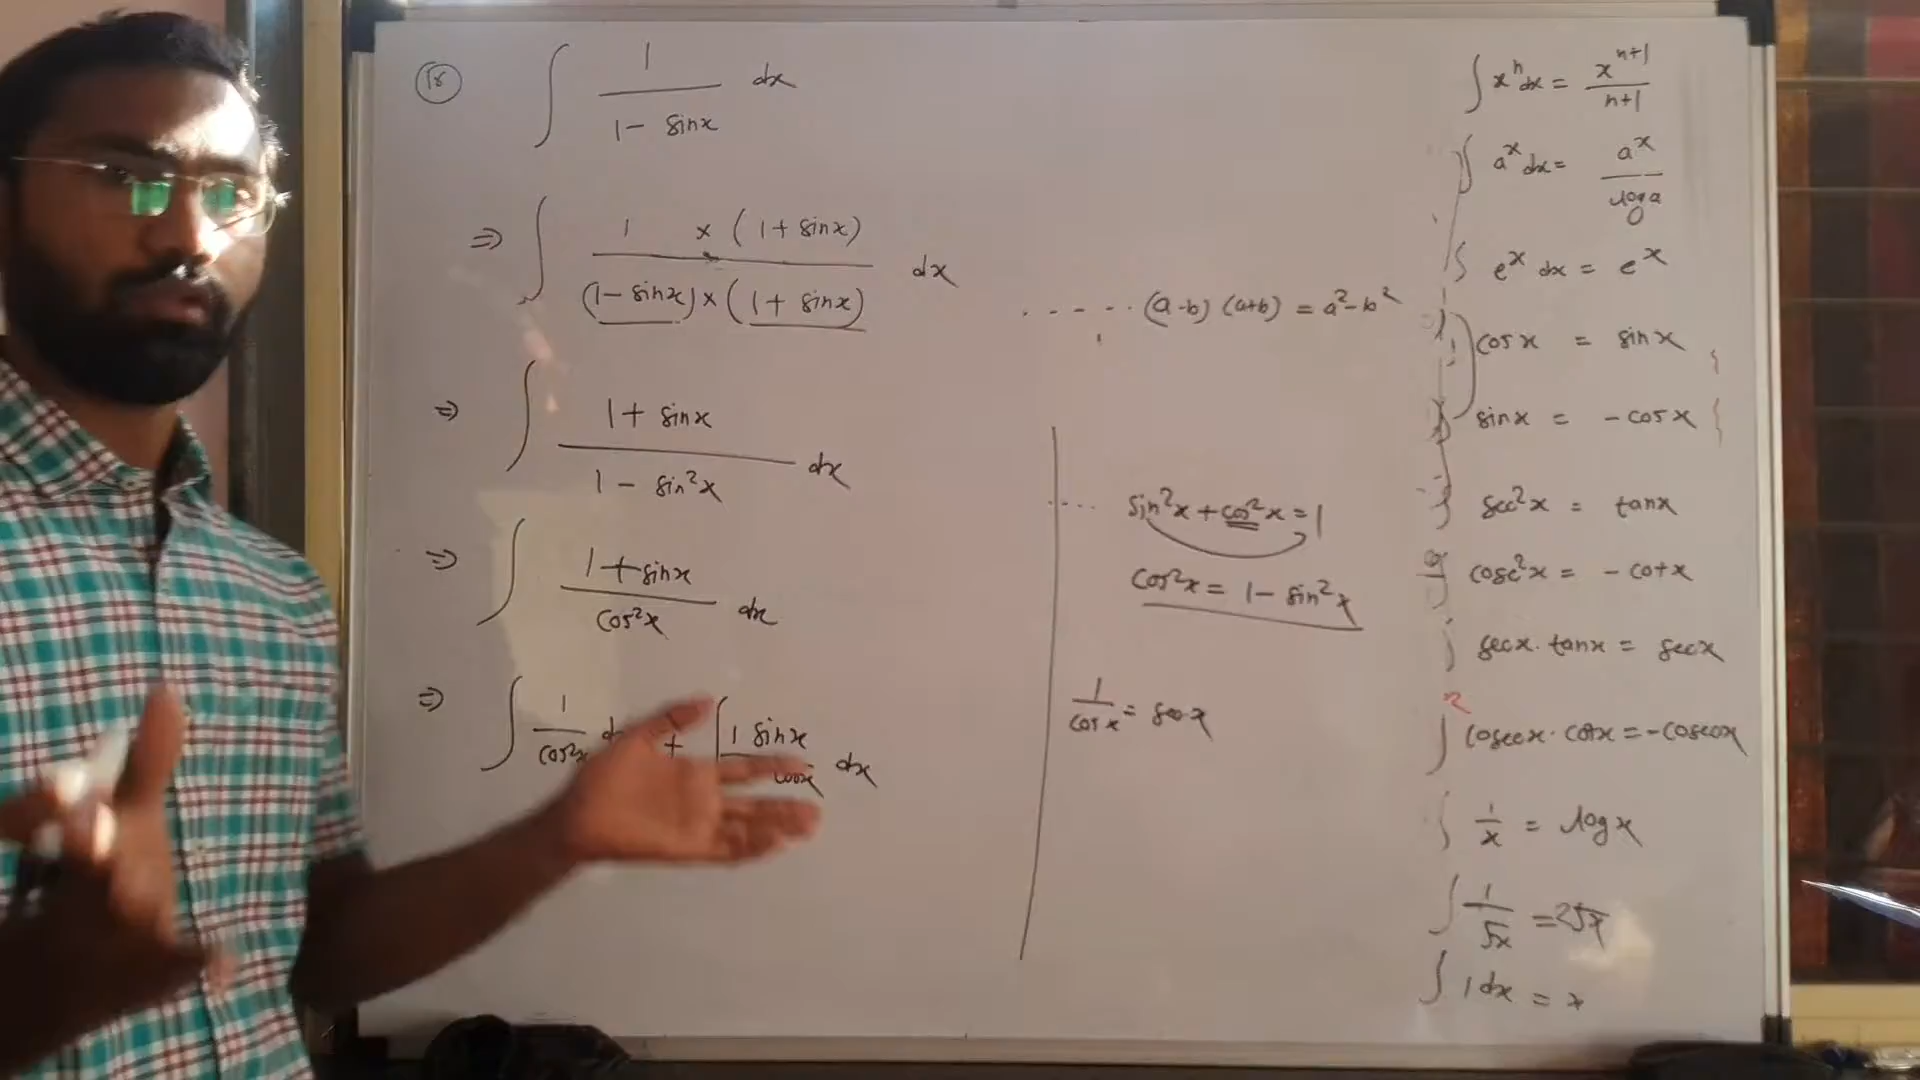 ∫ 1/(1 - sinx) dx
⇒ ∫ (1 × (1 + sinx))/((1 - sinx) × (1 + sinx)) dx
..... (a-b) (a+b) = a² - b²
⇒ ∫ (1 + sinx)/(1 - sin²x) dx
.... sin²x + cos²x = 1
cos²x = 1 - sin²x
⇒ ∫ (1 + sinx)/(cos²x) dx
1/cosx = secx
⇒ ∫ 1/cos²x + ∫ 1 sinx/cosx dx
∫ xⁿ dx = xⁿ⁺¹/(n+1)
∫ aˣ dx = aˣ/log a
∫ eˣ dx = eˣ
∫ cosx = sinx
∫ sinx = - cosx
∫ sec²x = tanx
∫ cosec²x = - cotx
∫ secx. tanx = secx
∫ cosecx. cotx = - cosecx
∫ 1/x = logx
∫ 1/√x = 2√x
∫ 1 dx = x